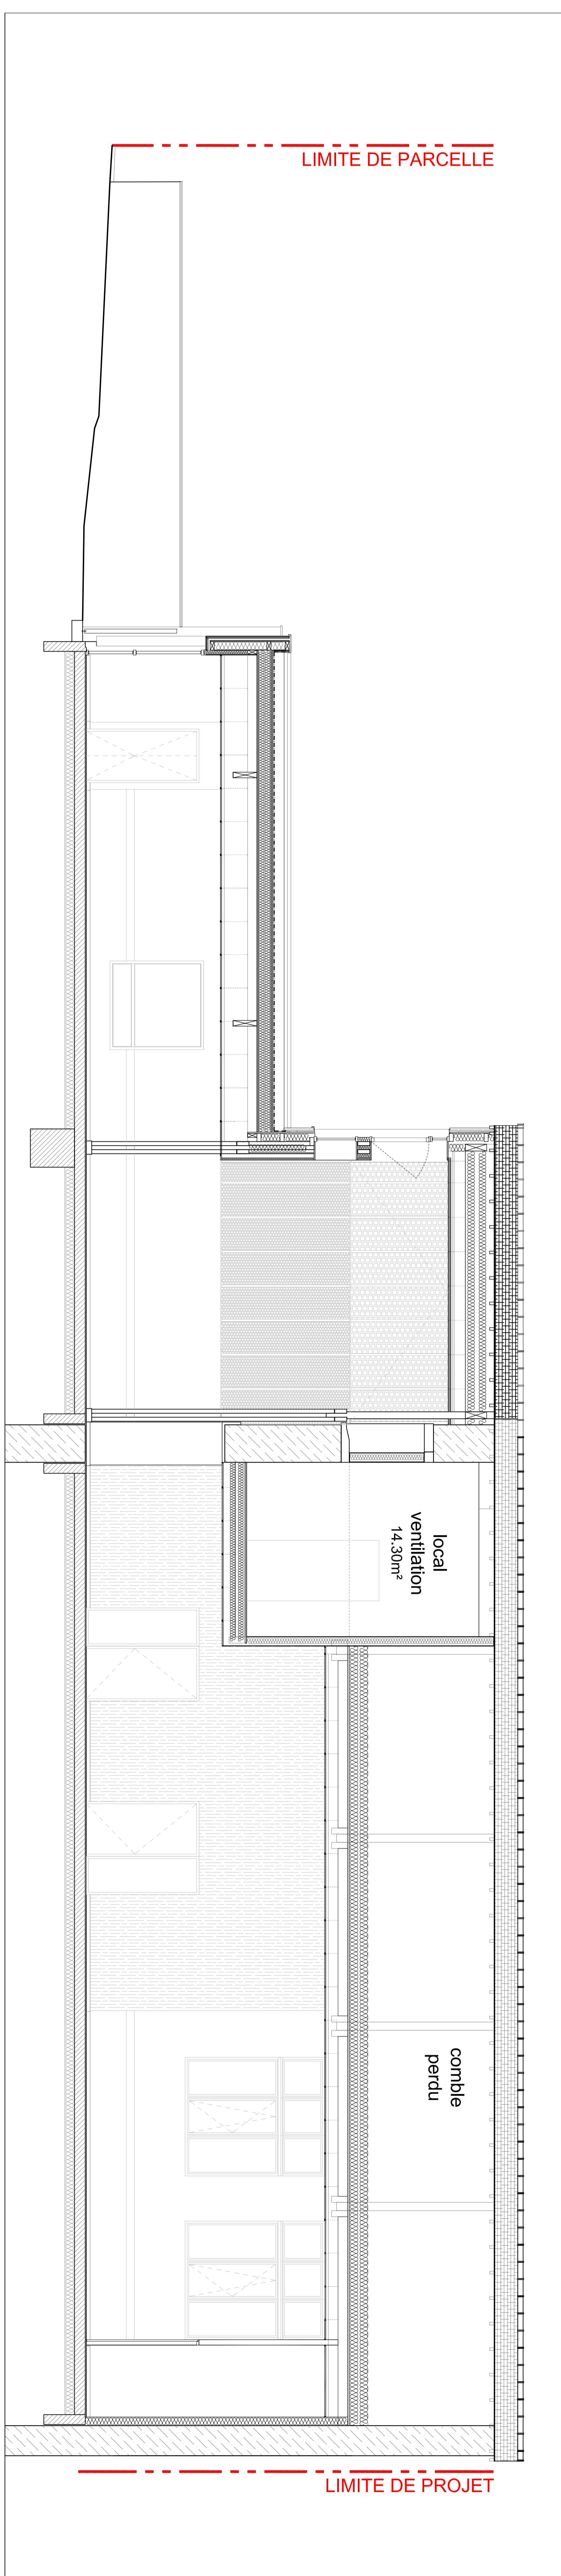 LIMITE DE PARCELLE
local
ventilation
14.30m²
comble
perdu
LIMITE DE PROJET